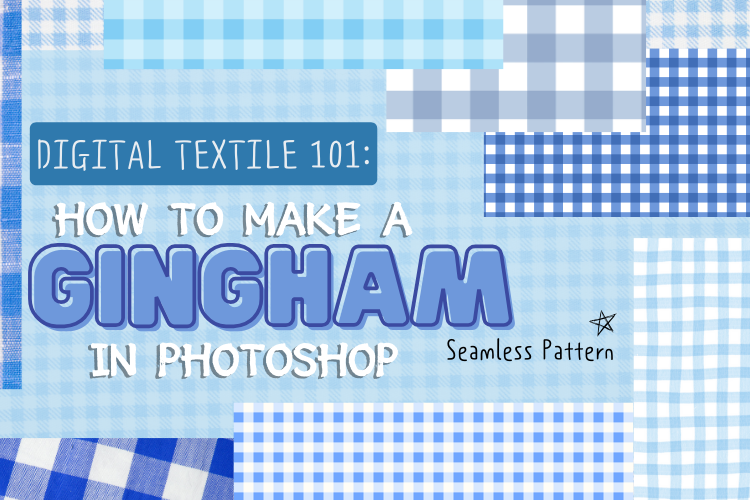 DIGITAL TEXTILE 101:
HOW TO MAKE A
GINGHAM
IN PHOTOSHOP
Seamless Pattern